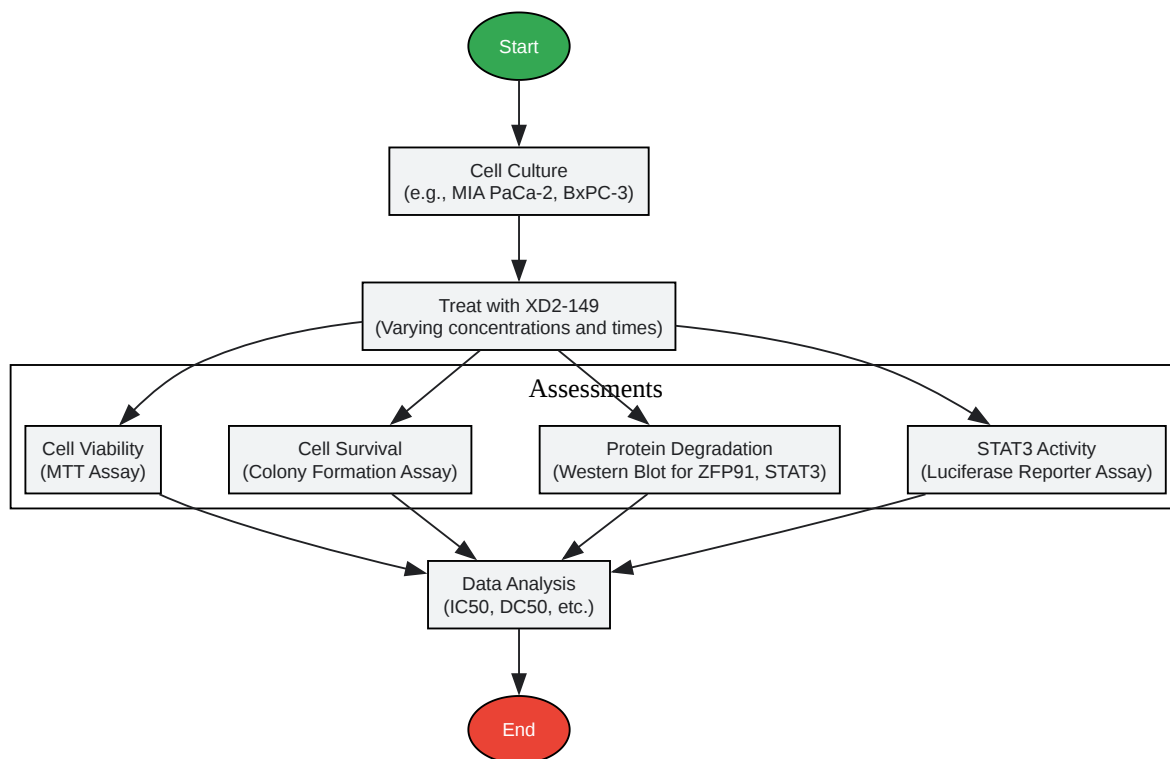 Start
Cell Culture
(e.g., MIA PaCa-2, BxPC-3)
Treat with XD2-149
(Varying concentrations and times)
Assessments
Cell Viability
(MTT Assay)
Cell Survival
(Colony Formation Assay)
Protein Degradation
(Western Blot for ZFP91, STAT3)
STAT3 Activity
(Luciferase Reporter Assay)
Data Analysis
(IC50, DC50, etc.)
End